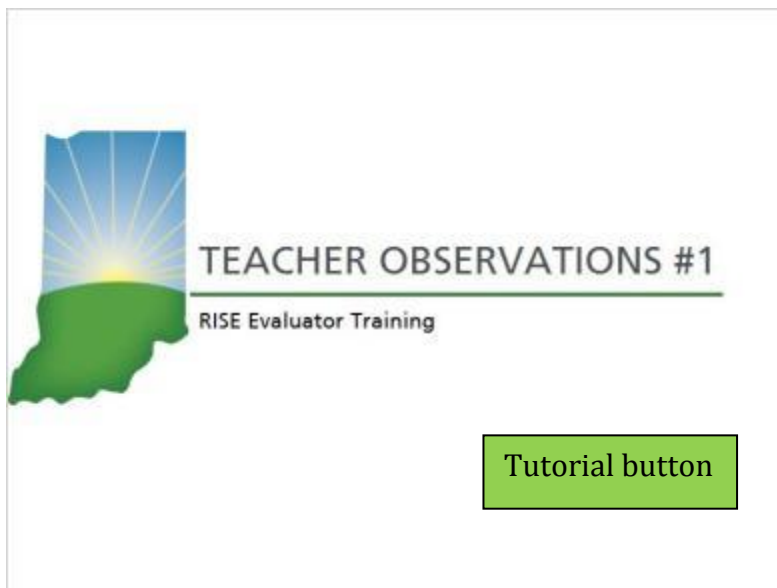 TEACHER OBSERVATIONS #1
RISE Evaluator Training
Tutorial button